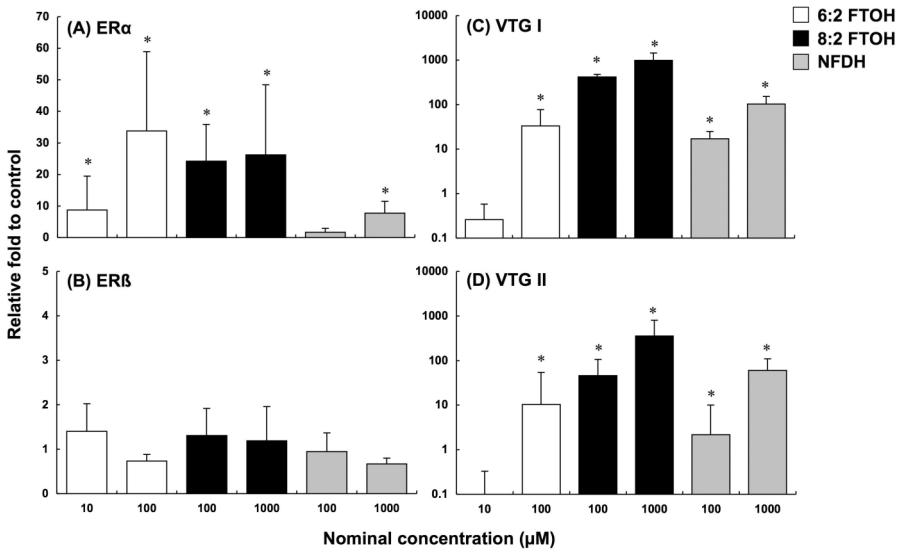 (A) ERα
70
60
50
40
30
20
10
0
* * * * *
(C) VTG I
10000
1000
100
10
1
0.1
* * * * *
6:2 FTOH
8:2 FTOH
NFDH
Relative fold to control
(B) ERß
5
4
3
2
1
0
10 100 100 1000 100 1000
(D) VTG II
10000
1000
100
10
1
0.1
* * * * *
10 100 100 1000 100 1000
Nominal concentration (µM)